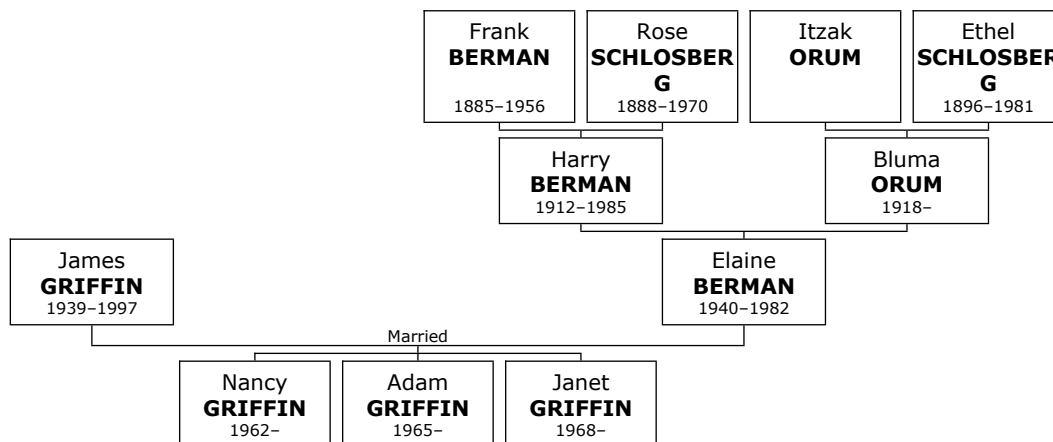 Frank
BERMAN
1885–1956
Rose
SCHLOSBER
G
1888–1970
Itzak
ORUM
Ethel
SCHLOSBER
G
1896–1981
Harry
BERMAN
1912–1985
Bluma
ORUM
1918–
James
GRIFFIN
1939–1997
Elaine
BERMAN
1940–1982
Married
Nancy
GRIFFIN
1962–
Adam
GRIFFIN
1965–
Janet
GRIFFIN
1968–